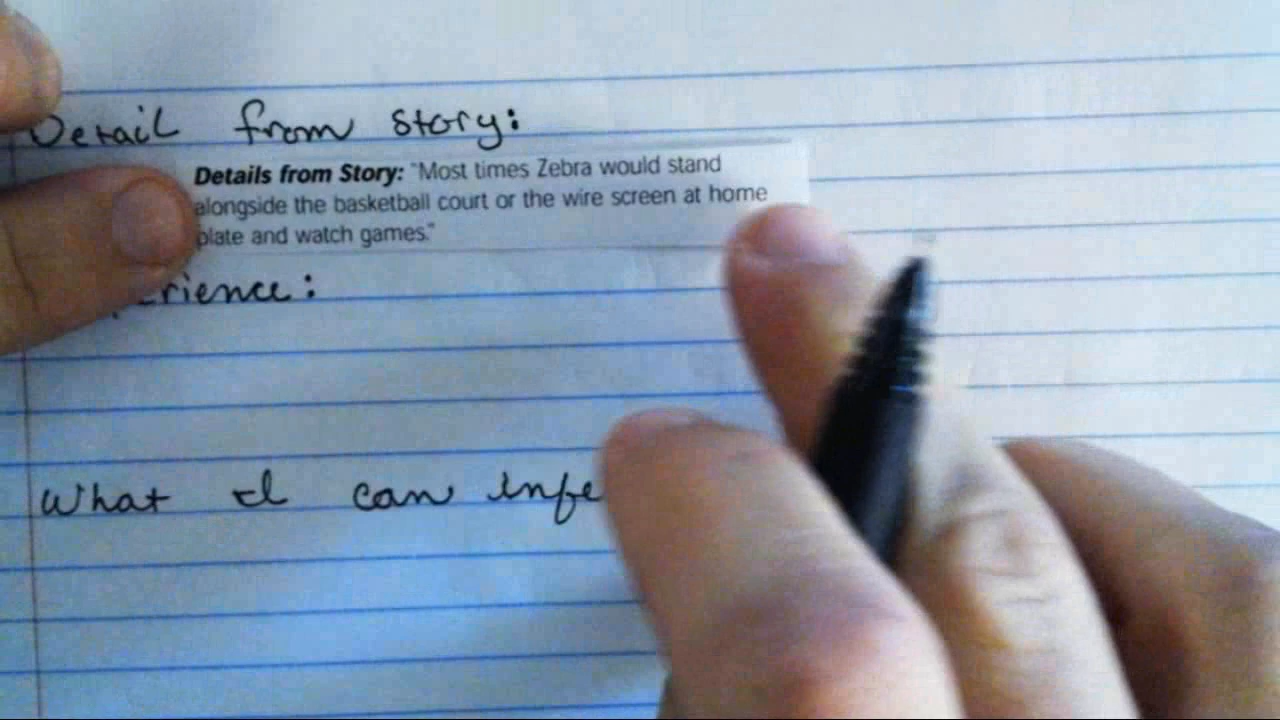 Detail from story:
Details from Story: "Most times Zebra would stand
alongside the basketball court or the wire screen at home
plate and watch games."
erience:
What I can infe